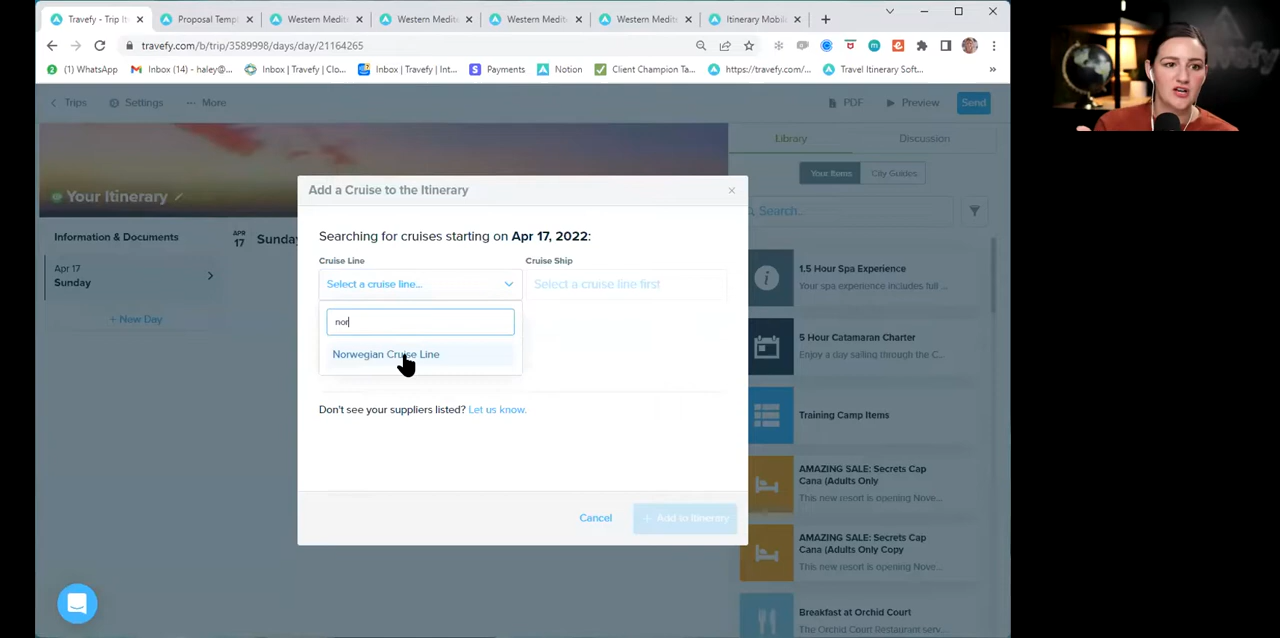 Travefy - Trip It
Proposal Temp
Western Medit
Western Medit
Western Medit
Western Medit
Itinerary Mobil
travefy.com/b/trip/3589998/days/day/21164265
(1) WhatsApp
Inbox (14) - haley@...
Inbox | Travefy | Clo...
Inbox | Travefy | Int...
Payments
Notion
Client Champion Ta...
https://travefy.com/...
Travel Itinerary Soft...
Trips
Settings
More
PDF
Preview
Send
Library
Discussion
Your Items
City Guides
Search...
Your Itinerary
Information & Documents
APR
17
Sunday
Apr 17
Sunday
+ New Day
Add a Cruise to the Itinerary
Searching for cruises starting on Apr 17, 2022:
Cruise Line
Cruise Ship
Select a cruise line...
Select a cruise line first
nor
Norwegian Cruise Line
Don't see your suppliers listed? Let us know.
Cancel
+ Add to Itinerary
1.5 Hour Spa Experience
Your spa experience includes full ...
5 Hour Catamaran Charter
Enjoy a day sailing through the C...
Training Camp Items
AMAZING SALE: Secrets Cap
Cana (Adults Only
This new resort is opening Nove...
AMAZING SALE: Secrets Cap
Cana (Adults Only Copy
This new resort is opening Nove...
Breakfast at Orchid Court
The Orchid Court Restaurant serv...